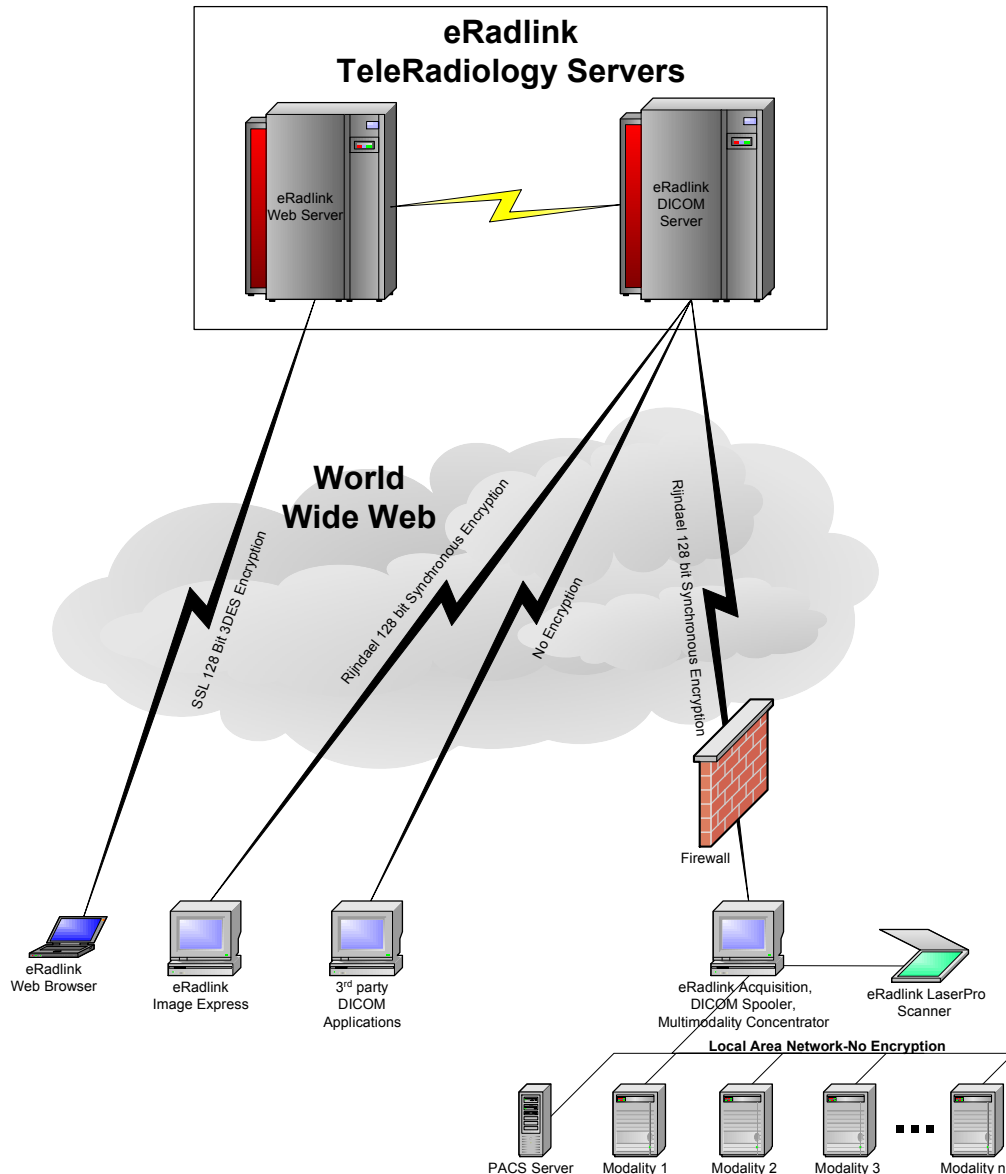 eRadlink
TeleRadiology Servers
eRadlink
Web Server
eRadlink
DICOM
Server
World
Wide Web
SSL 128 Bit 3DES Encryption
Rijndael 128 bit Synchronous Encryption
No Encryption
Rijndael 128 bit Synchronous Encryption
Firewall
eRadlink
Web Browser
eRadlink
Image Express
3rd party
DICOM
Applications
eRadlink Acquisition,
DICOM Spooler,
Multimodality Concentrator
eRadlink LaserPro
Scanner
Local Area Network-No Encryption
PACS Server
Modality 1
Modality 2
Modality 3
Modality n